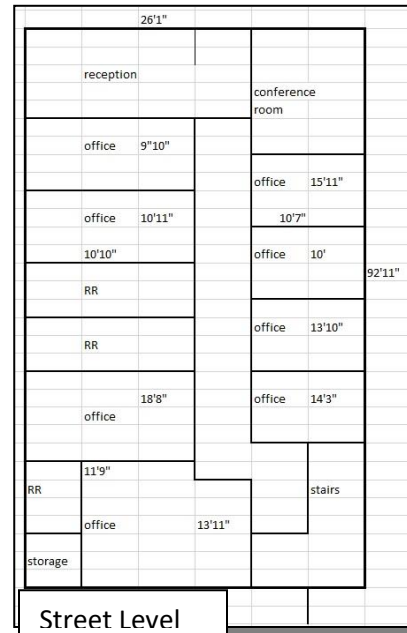 26'1"
reception
conference
room
office 9"10"
office 15'11"
office 10'11" 10'7"
10'10" office 10'
92'11"
RR
office 13'10"
RR
18'8" office 14'3"
office
11'9"
RR stairs
office 13'11"
storage
Street Level